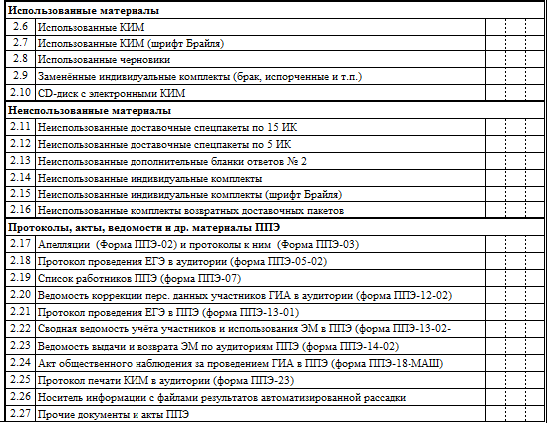 Использованные материалы
2.6 Использованные КИМ
2.7 Использованные КИМ (шрифт Брайля)
2.8 Использованные черновики
2.9 Заменённые индивидуальные комплекты (брак, испорченные и т.п.)
2.10 CD-диск с электронными КИМ
Неиспользованные материалы
2.11 Неиспользованные доставочные спецпакеты по 15 ИК
2.12 Неиспользованные доставочные спецпакеты по 5 ИК
2.13 Неиспользованные дополнительные бланки ответов № 2
2.14 Неиспользованные индивидуальные комплекты
2.15 Неиспользованные индивидуальные комплекты (шрифт Брайля)
2.16 Неиспользованные комплекты возвратных доставочных пакетов
Протоколы, акты, ведомости и др. материалы ППЭ
2.17 Апелляции (Форма ППЭ-02) и протоколы к ним (Форма ППЭ-03)
2.18 Протокол проведения ЕГЭ в аудитории (форма ППЭ-05-02)
2.19 Список работников ППЭ (форма ППЭ-07)
2.20 Ведомость коррекции перс. данных участников ГИА в аудитории (форма ППЭ-12-02)
2.21 Протокол проведения ЕГЭ в ППЭ (форма ППЭ-13-01)
2.22 Сводная ведомость учёта участников и использования ЭМ в ППЭ (форма ППЭ-13-02-
2.23 Ведомость выдачи и возврата ЭМ по аудиториям ППЭ (форма ППЭ-14-02)
2.24 Акт общественного наблюдения за проведением ГИА в ППЭ (форма ППЭ-18-МАШ)
2.25 Протокол печати КИМ в аудитории (форма ППЭ-23)
2.26 Носитель информации с файлами результатов автоматизированной рассадки
2.27 Прочие документы и акты ППЭ